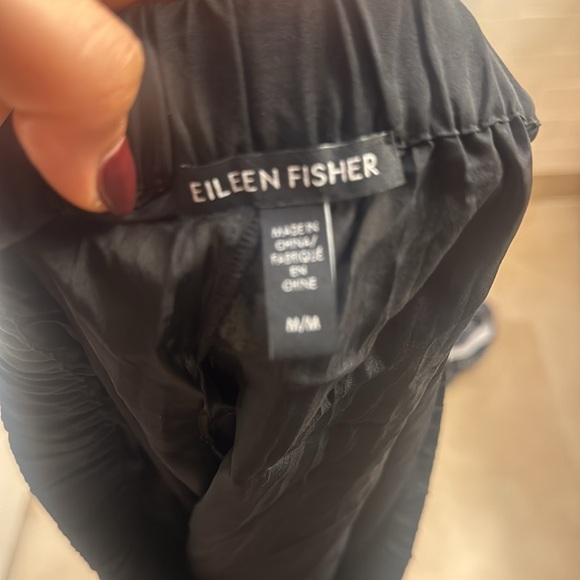 EILEEN FISHER
MADE IN
CHINA/
FABRIQUÉ
EN
CHINE
M/M